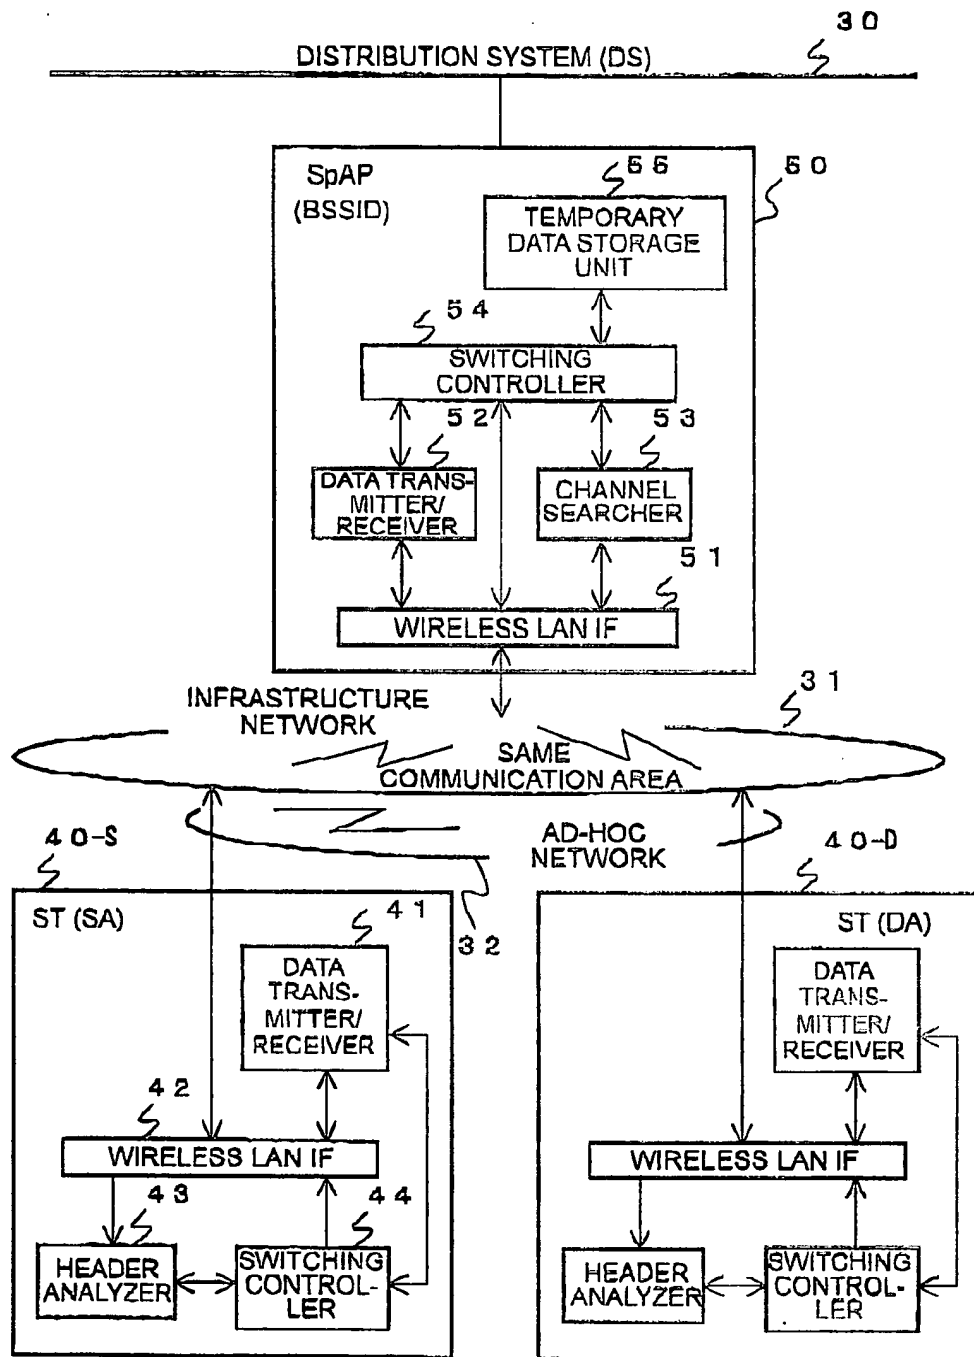 30
DISTRIBUTION SYSTEM (DS)
SpAP
(BSSID)
55
50
TEMPORARY
DATA STORAGE
UNIT
54
SWITCHING
CONTROLLER
52
53
DATA TRANS-
MITTER/
RECEIVER
CHANNEL
SEARCHER
51
WIRELESS LAN IF
INFRASTRUCTURE
NETWORK
31
SAME
COMMUNICATION AREA
40-S
AD-HOC
NETWORK
40-D
32
ST (SA)
41
DATA
TRANS-
MITTER/
RECEIVER
42
WIRELESS LAN IF
43
44
HEADER
ANALYZER
SWITCHING
CONTROL-
LER
ST (DA)
DATA
TRANS-
MITTER/
RECEIVER
WIRELESS LAN IF
HEADER
ANALYZER
SWITCHING
CONTROL-
LER